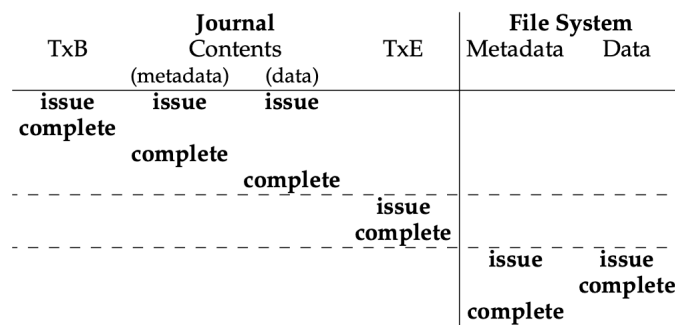 Journal File System
TxB Contents TxE Metadata Data
(metadata) (data)
issue issue issue
complete
complete
complete
issue
complete
issue issue
complete
complete